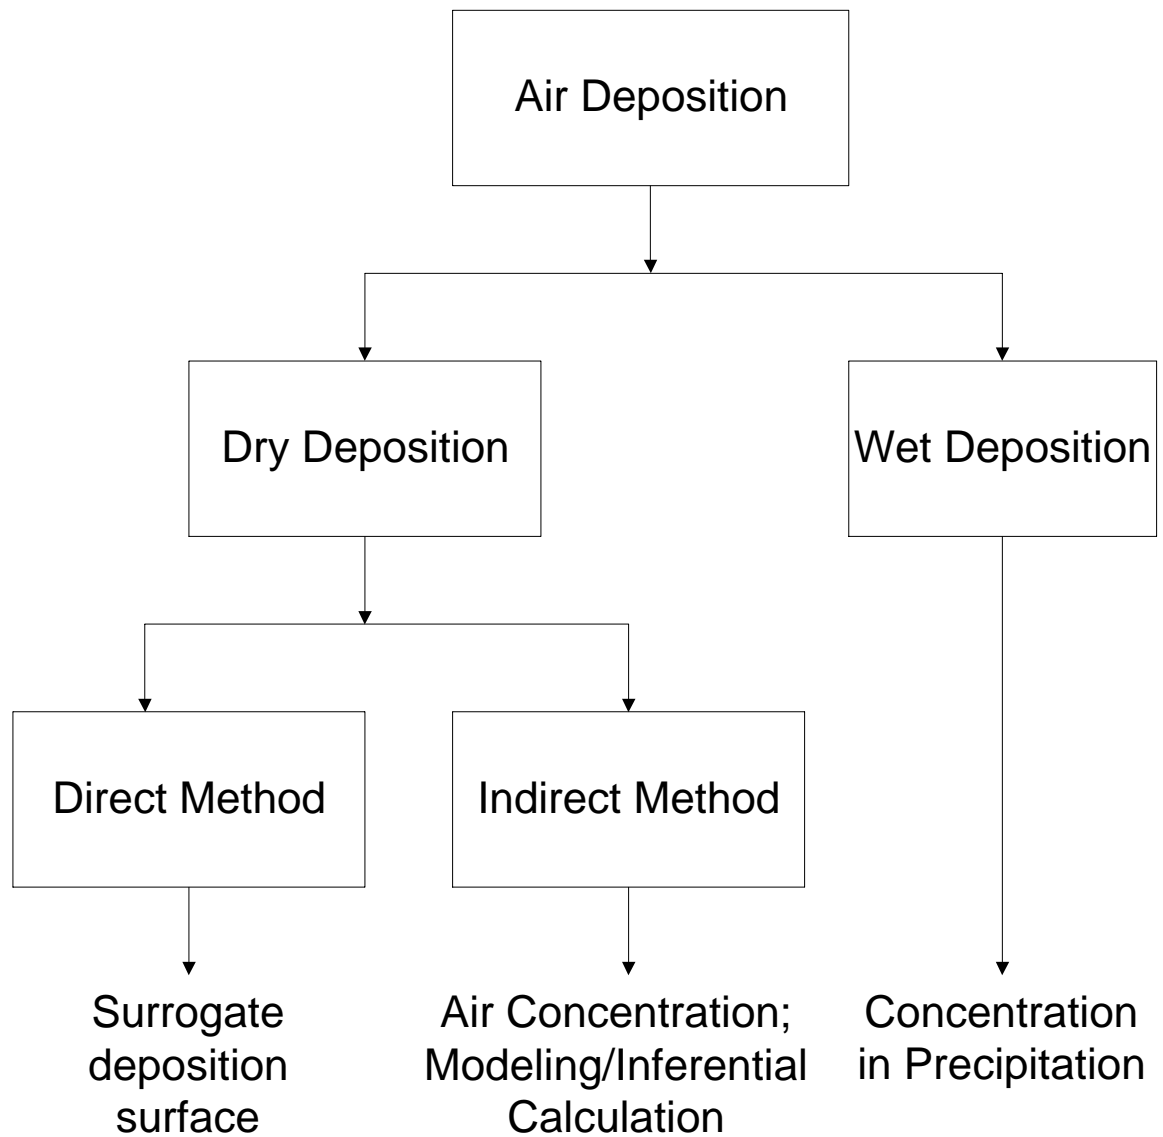 Air Deposition
Dry Deposition
Wet Deposition
Direct Method
Indirect Method
Surrogate
deposition
surface
Air Concentration;
Modeling/Inferential
Calculation
Concentration
in Precipitation